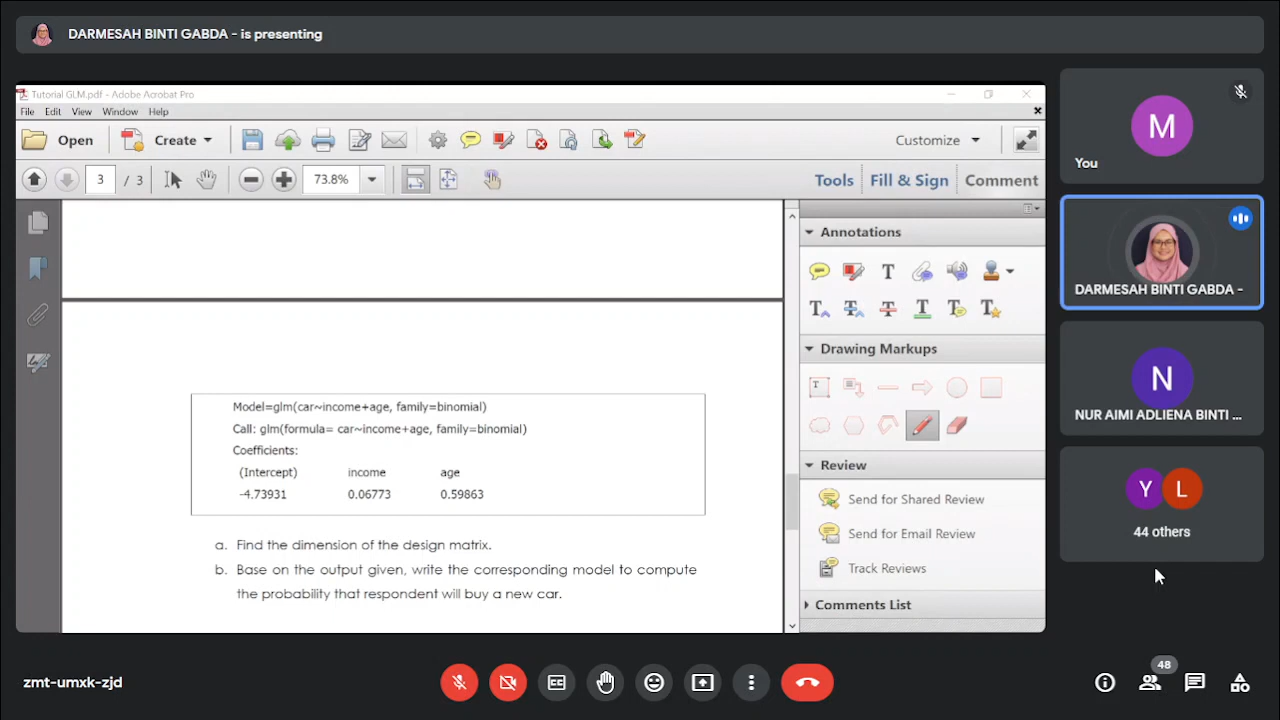 DARMESAH BINTI GABDA - is presenting
Tutorial GLM.pdf - Adobe Acrobat Pro
File Edit View Window Help
Open Create Customize
3 / 3 73.8% Tools Fill & Sign Comment
Annotations
Drawing Markups
Review
Send for Shared Review
Send for Email Review
Track Reviews
Comments List
Model=glm(car~income+age, family=binomial)
Call: glm(formula= car~income+age, family=binomial)
Coefficients:
(Intercept) income age
-4.73931 0.06773 0.59863
a. Find the dimension of the design matrix.
b. Base on the output given, write the corresponding model to compute
the probability that respondent will buy a new car.
M
You
DARMESAH BINTI GABDA -
N
NUR AIMI ADLIENA BINTI ...
Y L
44 others
zmt-umxk-zjd
48